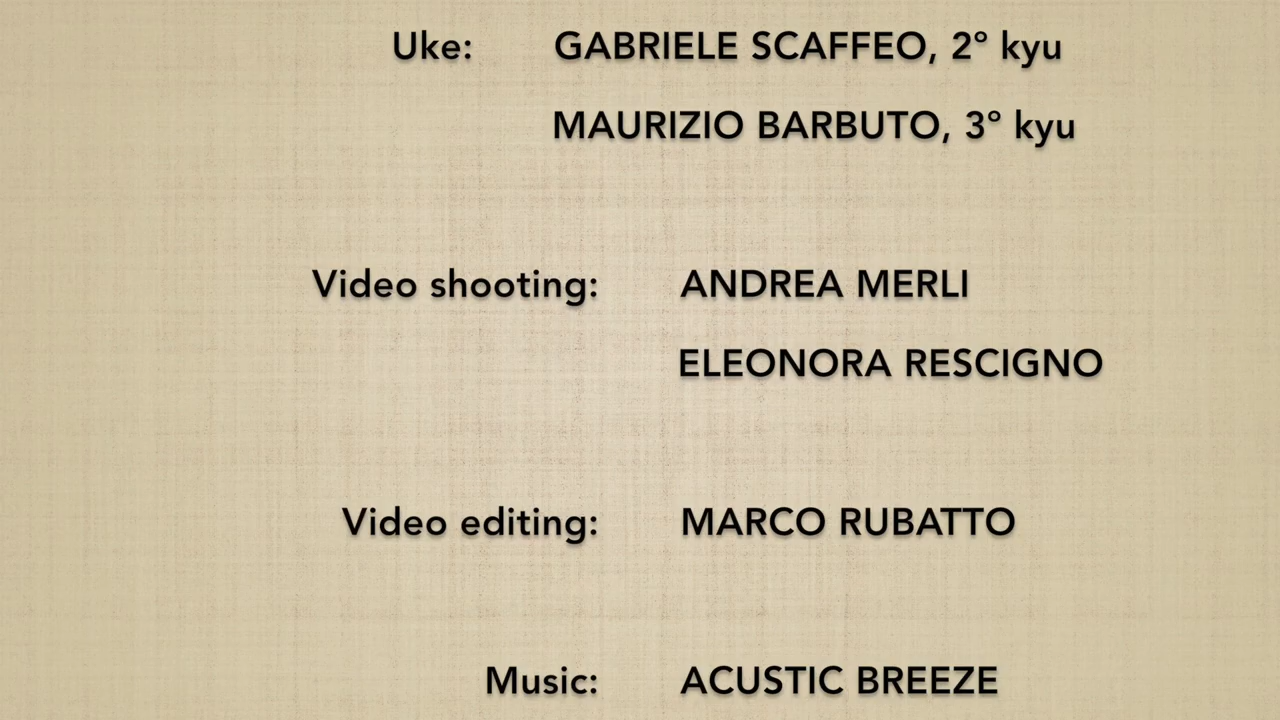 Uke: GABRIELE SCAFFEO, 2° kyu
MAURIZIO BARBUTO, 3° kyu
Video shooting: ANDREA MERLI
ELEONORA RESCIGNO
Video editing: MARCO RUBATTO
Music: ACUSTIC BREEZE